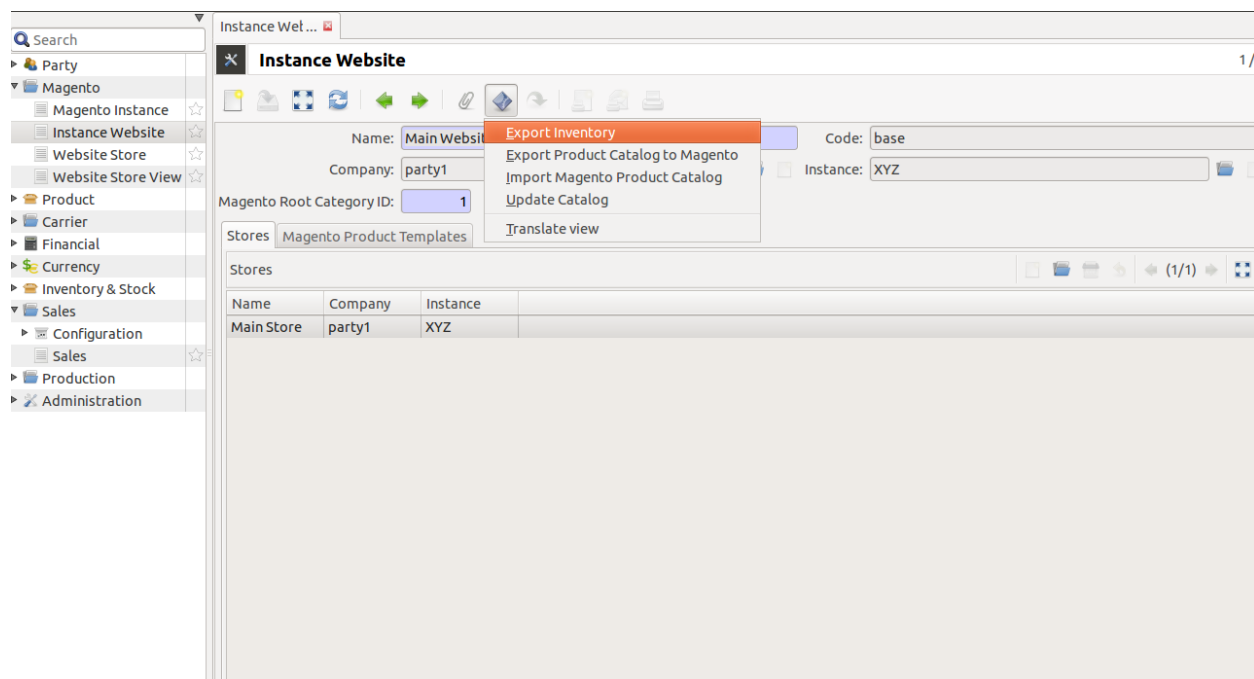 Instance Wet ...
Search
Instance Website
1 /
Party
Magento
Magento Instance
Instance Website
Website Store
Website Store View
Product
Carrier
Financial
Currency
Inventory & Stock
Sales
Configuration
Sales
Production
Administration
Name: Main Websit
Code: base
Company: party1
Instance: XYZ
Magento Root Category ID: 1
Export Inventory
Export Product Catalog to Magento
Import Magento Product Catalog
Update Catalog
Translate view
Stores Magento Product Templates
Stores
(1/1)
Name Company Instance
Main Store party1 XYZ